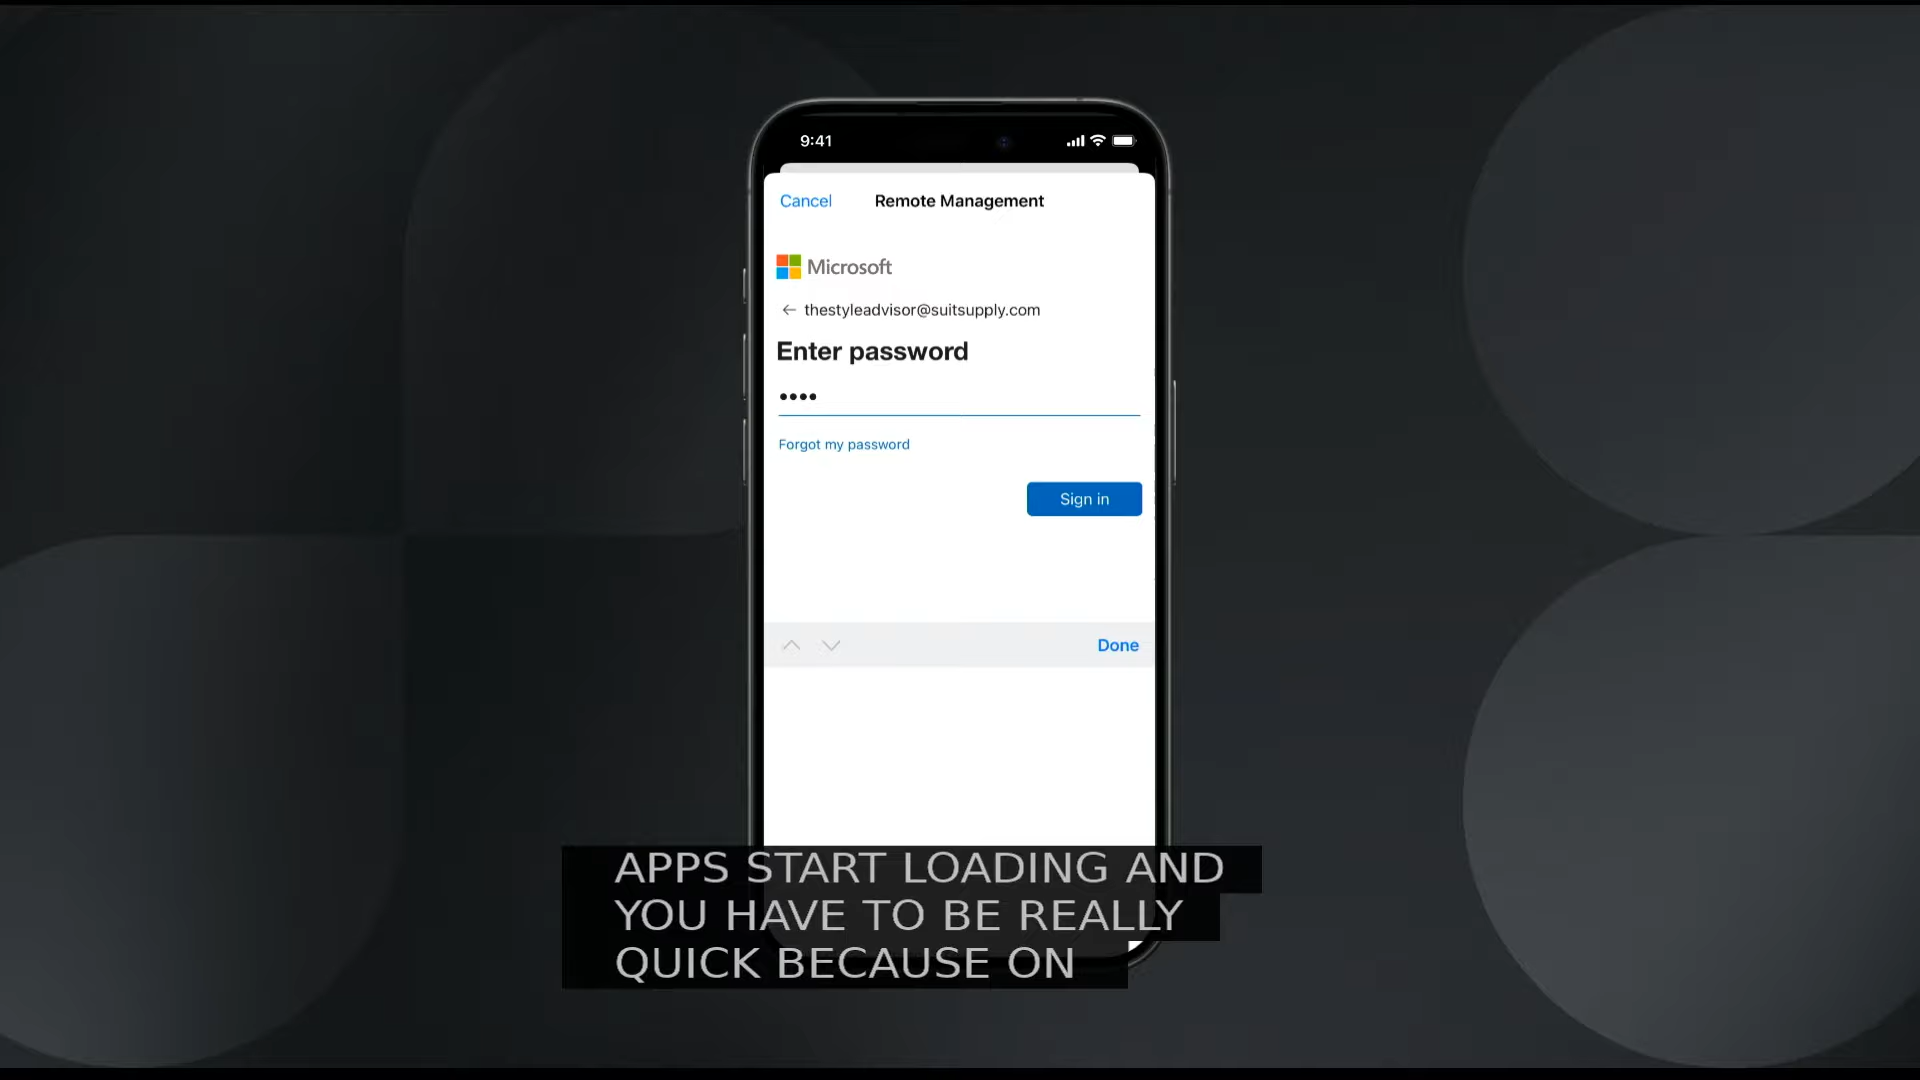 9:41
Cancel
Remote Management
Microsoft
← thestyleadvisor@suitsupply.com
Enter password
••••
Forgot my password
Sign in
Done
APPS START LOADING AND
YOU HAVE TO BE REALLY
QUICK BECAUSE ON